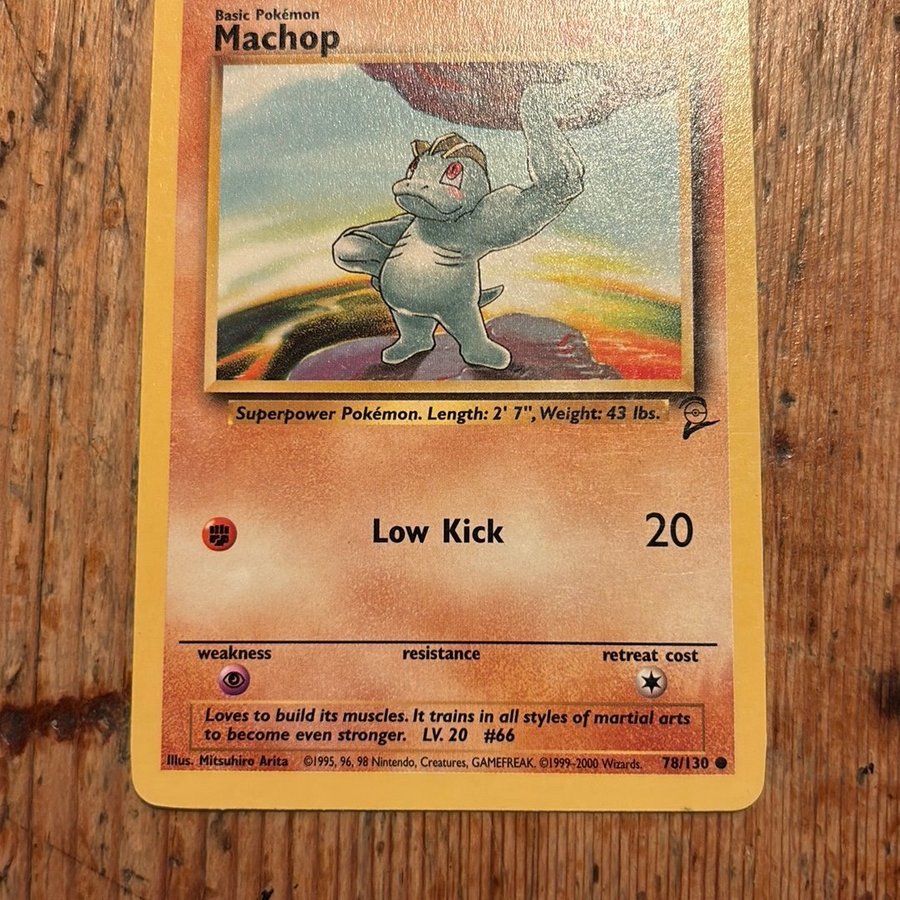 Basic Pokémon
Machop
Superpower Pokémon. Length: 2' 7", Weight: 43 lbs.
Low Kick 20
weakness resistance retreat cost
Loves to build its muscles. It trains in all styles of martial arts
to become even stronger. LV. 20 #66
Illus. Mitsuhiro Arita ©1995, 96, 98 Nintendo, Creatures, GAMEFREAK. ©1999-2000 Wizards. 78/130